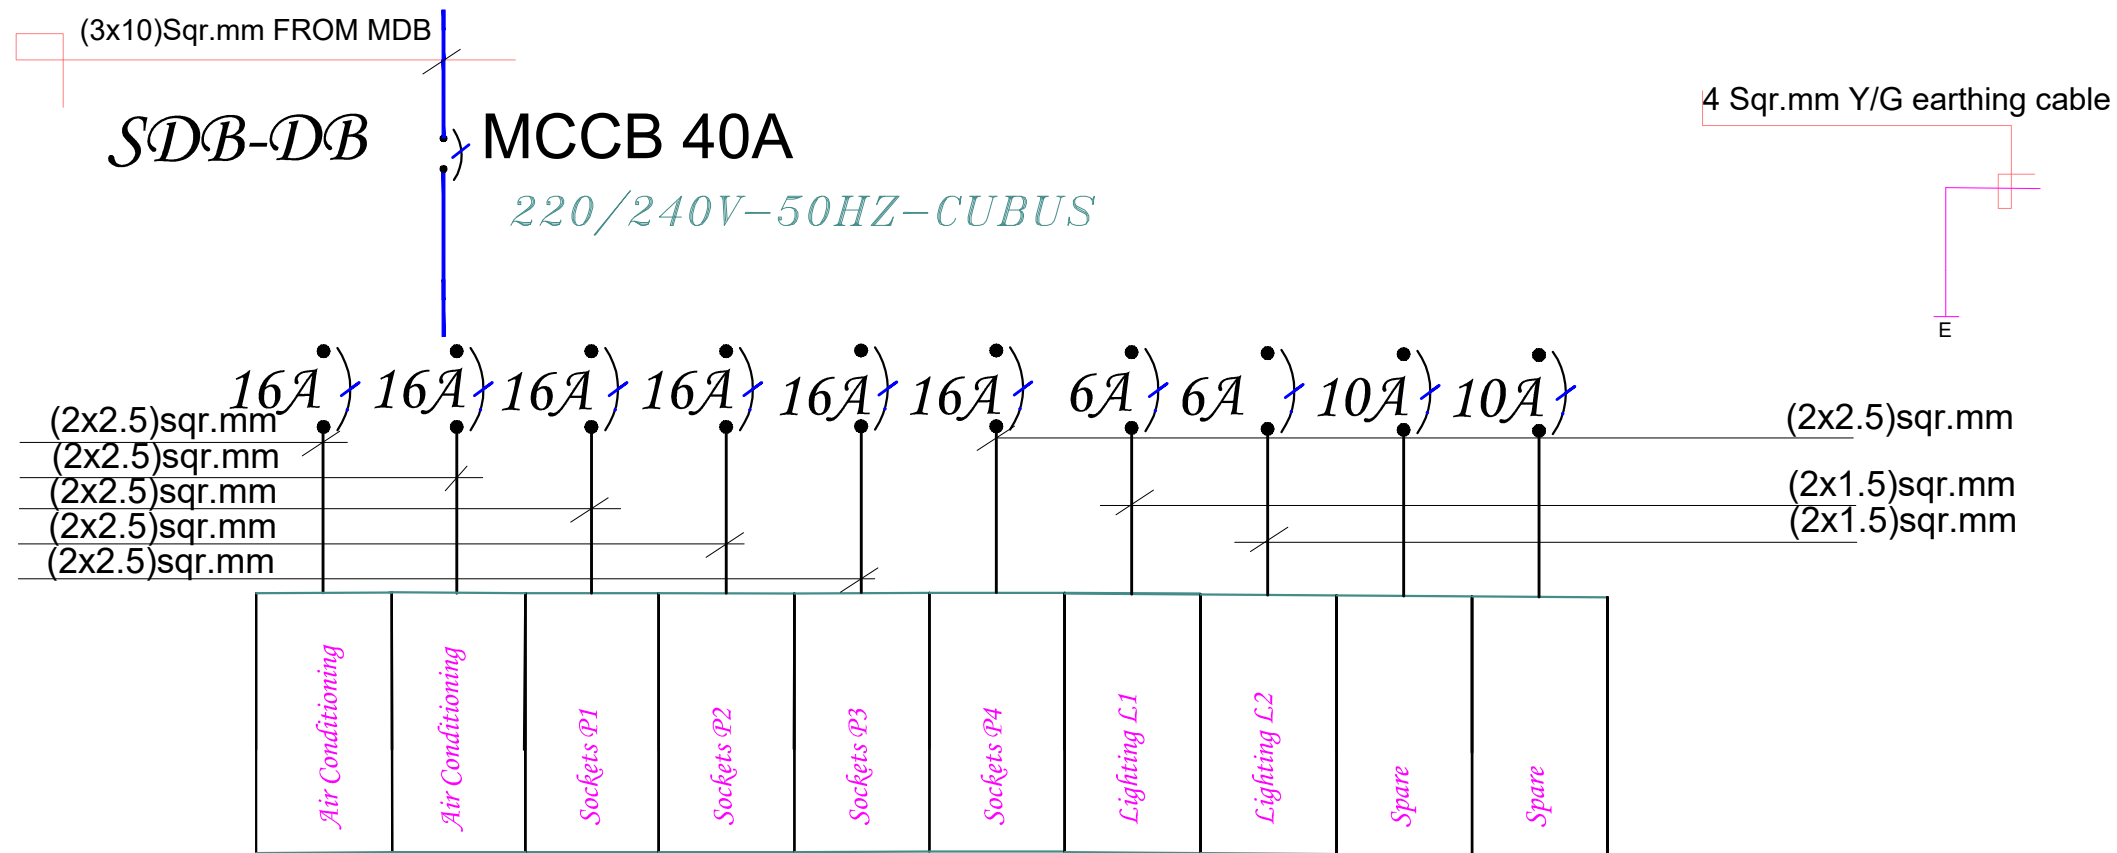 (3x10)Sqr.mm FROM MDB
4 Sqr.mm Y/G earthing cable
SDB-DB
MCCB 40A
220/240V-50HZ-CUBUS
E
16A 16A 16A 16A 16A 16A 6A 6A 10A 10A
(2x2.5)sqr.mm
(2x2.5)sqr.mm
(2x2.5)sqr.mm
(2x2.5)sqr.mm
(2x2.5)sqr.mm
(2x2.5)sqr.mm
(2x1.5)sqr.mm
(2x1.5)sqr.mm
Air Conditioning
Air Conditioning
Sockets P1
Sockets P2
Sockets P3
Sockets P4
Lighting L1
Lighting L2
Spare
Spare